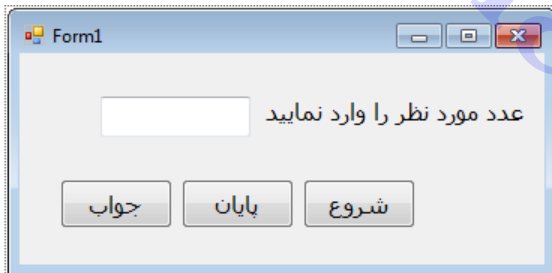 Form1
عدد مورد نظر را وارد نمایید
شروع پایان جواب